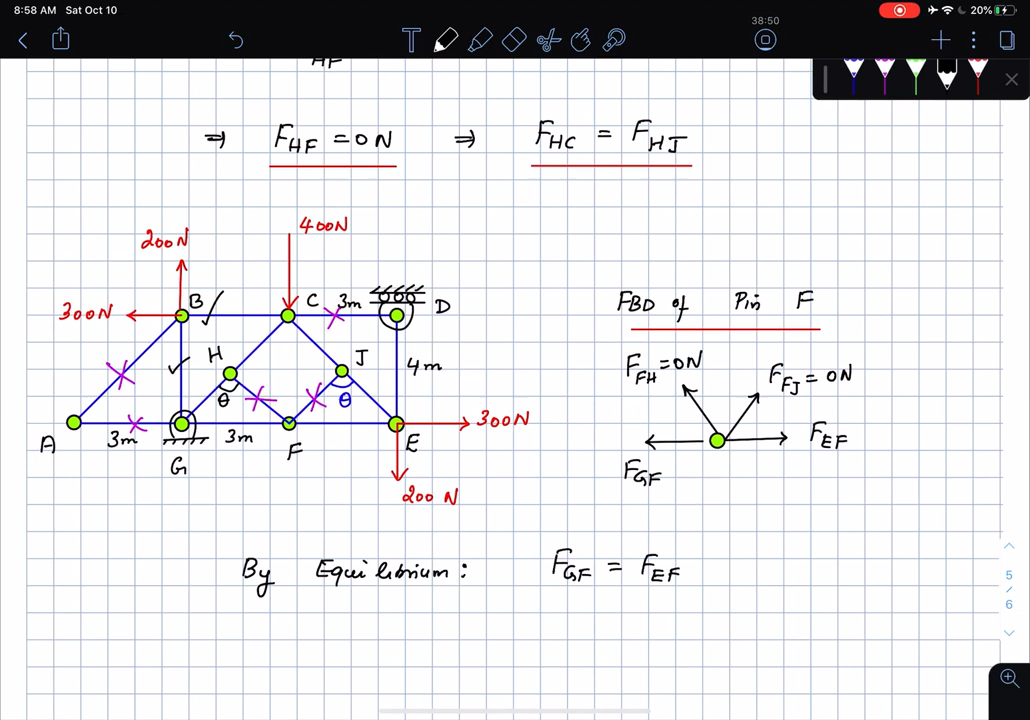 8:58 AM Sat Oct 10
38:50
20%
HF
⇒ F_HF = 0 N ⇒ F_HC = F_HJ
400N
200N
300N
B
C
3m
D
H
J
4m
θ
θ
A
3m
G
3m
F
E
300N
200 N
FBD of Pin F
F_FH = 0N
F_FJ = 0N
F_GF
F_EF
By Equilibrium: F_GF = F_EF
5
/
6